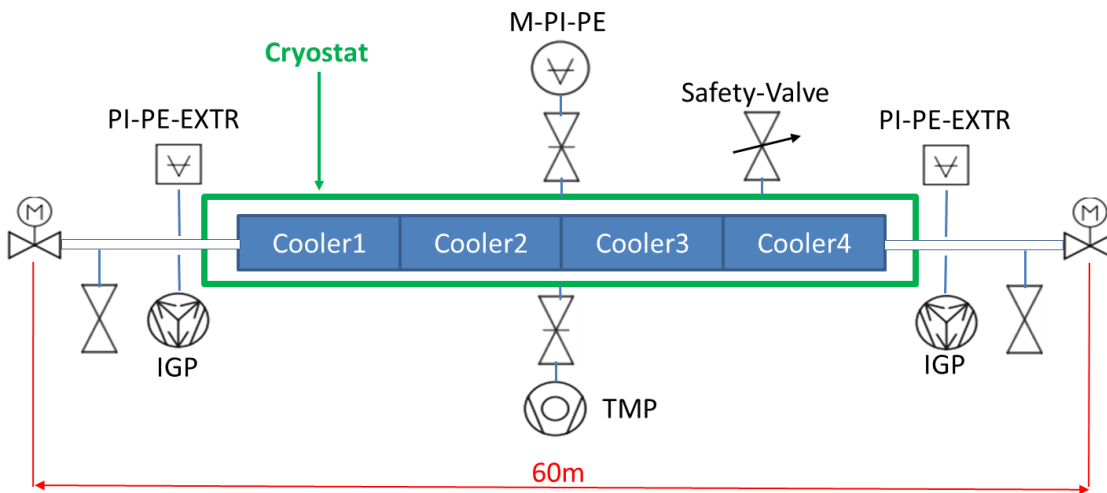 M-PI-PE
Cryostat
Safety-Valve
PI-PE-EXTR
PI-PE-EXTR
M
M
Cooler1
Cooler2
Cooler3
Cooler4
IGP
IGP
TMP
60m